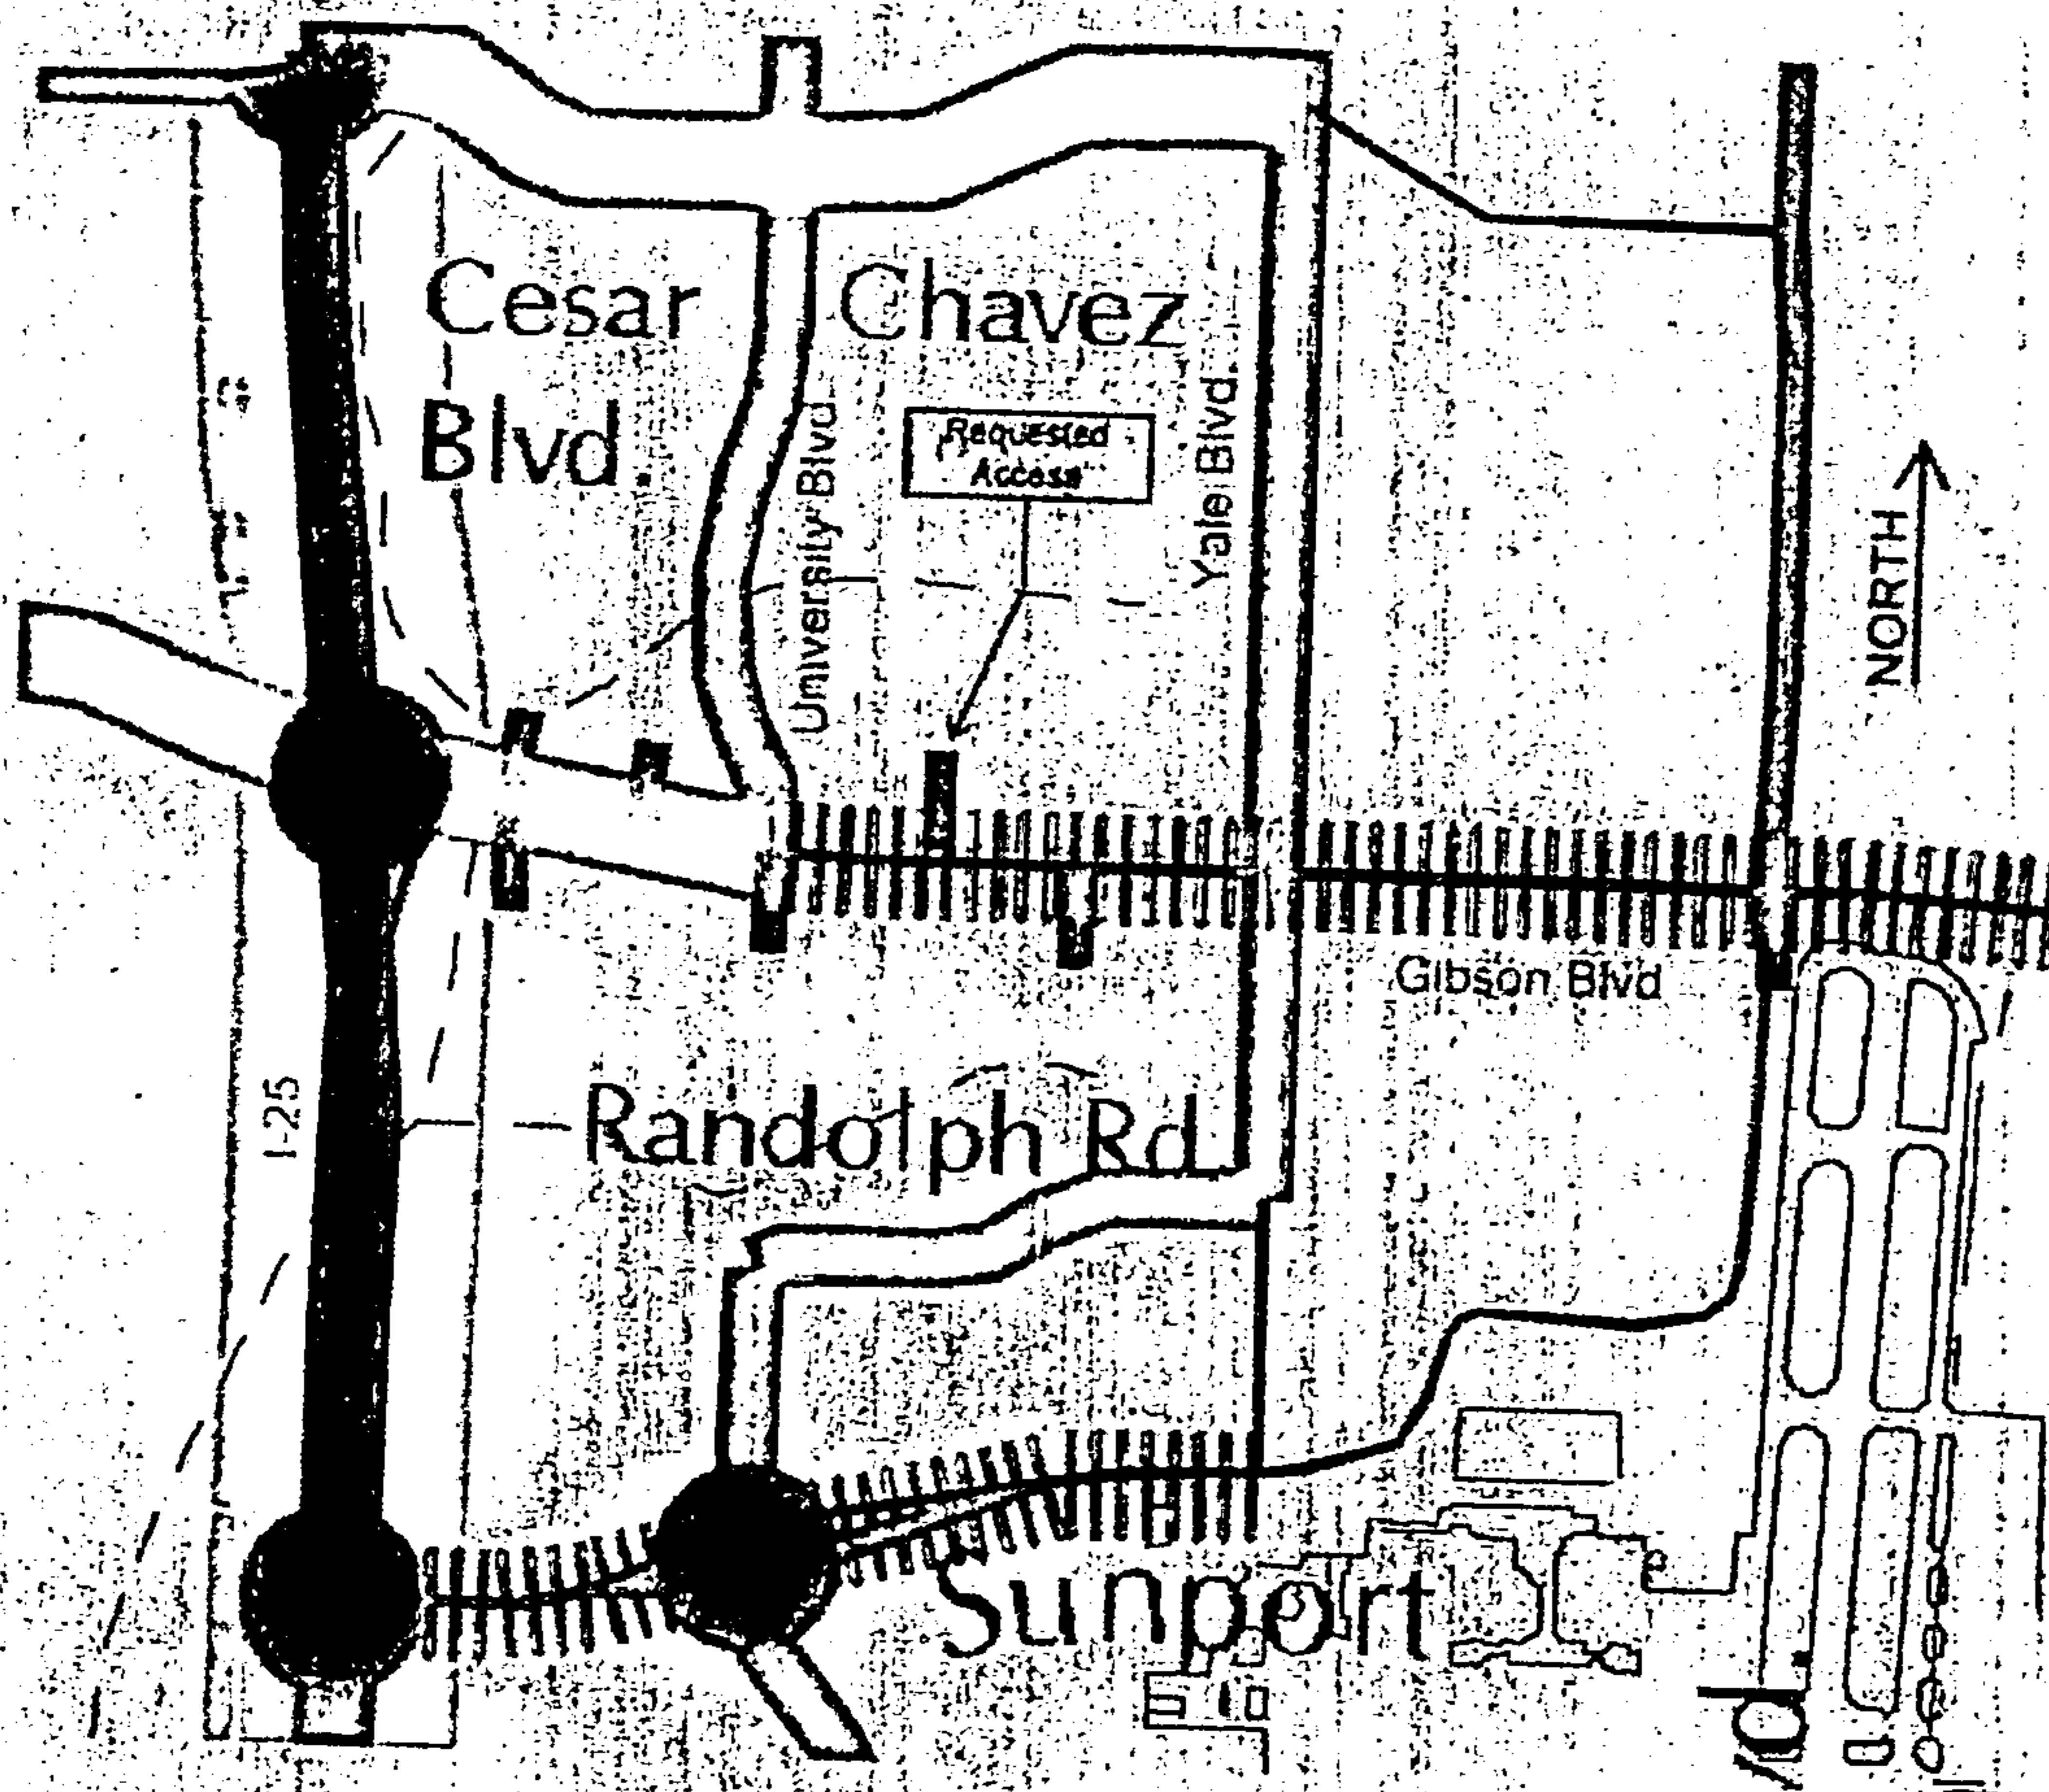 Cesar Chavez
Blvd.
Requested
Access
University Blvd.
Yale Blvd.
NORTH
Gibson Blvd
I-25
Randolph Rd
Sunport